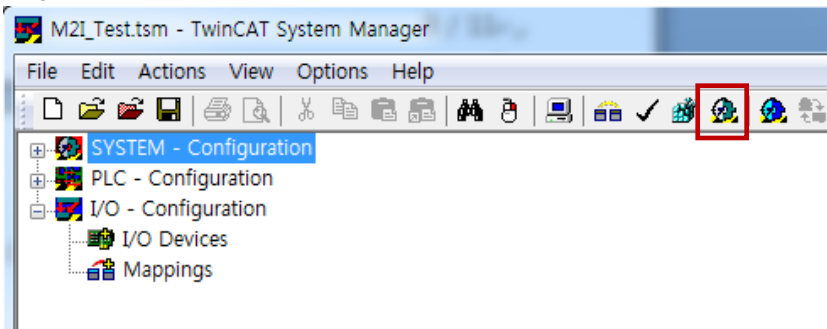 M2I_Test.tsm - TwinCAT System Manager
File Edit Actions View Options Help
SYSTEM - Configuration
PLC - Configuration
I/O - Configuration
I/O Devices
Mappings